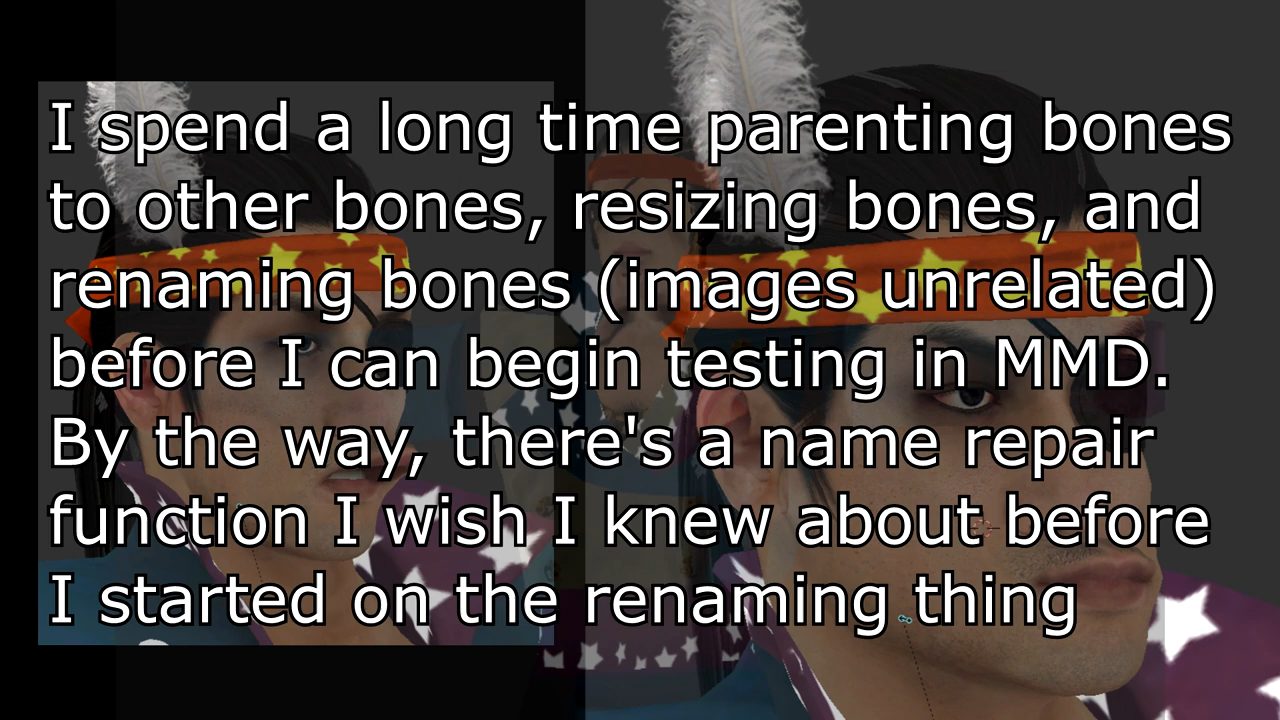 I spend a long time parenting bones
to other bones, resizing bones, and
renaming bones (images unrelated)
before I can begin testing in MMD.
By the way, there's a name repair
function I wish I knew about before
I started on the renaming thing